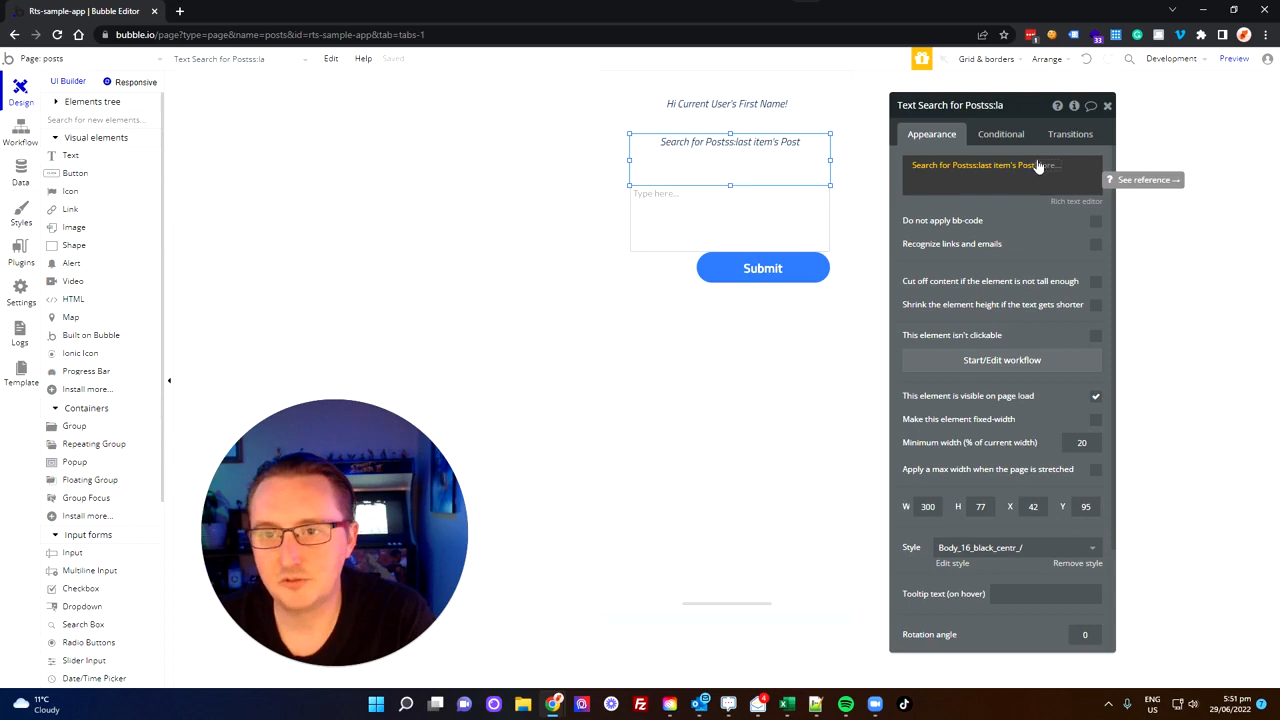 Rts-sample-app | Bubble Editor
bubble.io/page?type=page&name=posts&id=rts-sample-app&tab=tabs-1
Page: posts
Text Search for Postss:la
Edit
Help
Saved
Grid & borders
Arrange
Development
Preview
UI Builder
Responsive
Design
Workflow
Data
Styles
Plugins
Settings
Logs
Template
Elements tree
Search for new elements...
Visual elements
Text
Button
Icon
Link
Image
Shape
Alert
Video
HTML
Map
Built on Bubble
Ionic Icon
Progress Bar
Install more...
Containers
Group
Repeating Group
Popup
Floating Group
Group Focus
Install more...
Input forms
Input
Multiline Input
Checkbox
Dropdown
Search Box
Radio Buttons
Slider Input
Date/Time Picker
Hi Current User's First Name!
Search for Postss:last item's Post
Type here...
Submit
Text Search for Postss:la
Appearance
Conditional
Transitions
Search for Postss:last item's Post
See reference →
Rich text editor
Do not apply bb-code
Recognize links and emails
Cut off content if the element is not tall enough
Shrink the element height if the text gets shorter
This element isn't clickable
Start/Edit workflow
This element is visible on page load
Make this element fixed-width
Minimum width (% of current width) 20
Apply a max width when the page is stretched
W 300 H 77 X 42 Y 95
Style Body_16_black_centr_/
Edit style
Remove style
Tooltip text (on hover)
Rotation angle 0
11°C
Cloudy
ENG
US
5:51 pm
29/06/2022